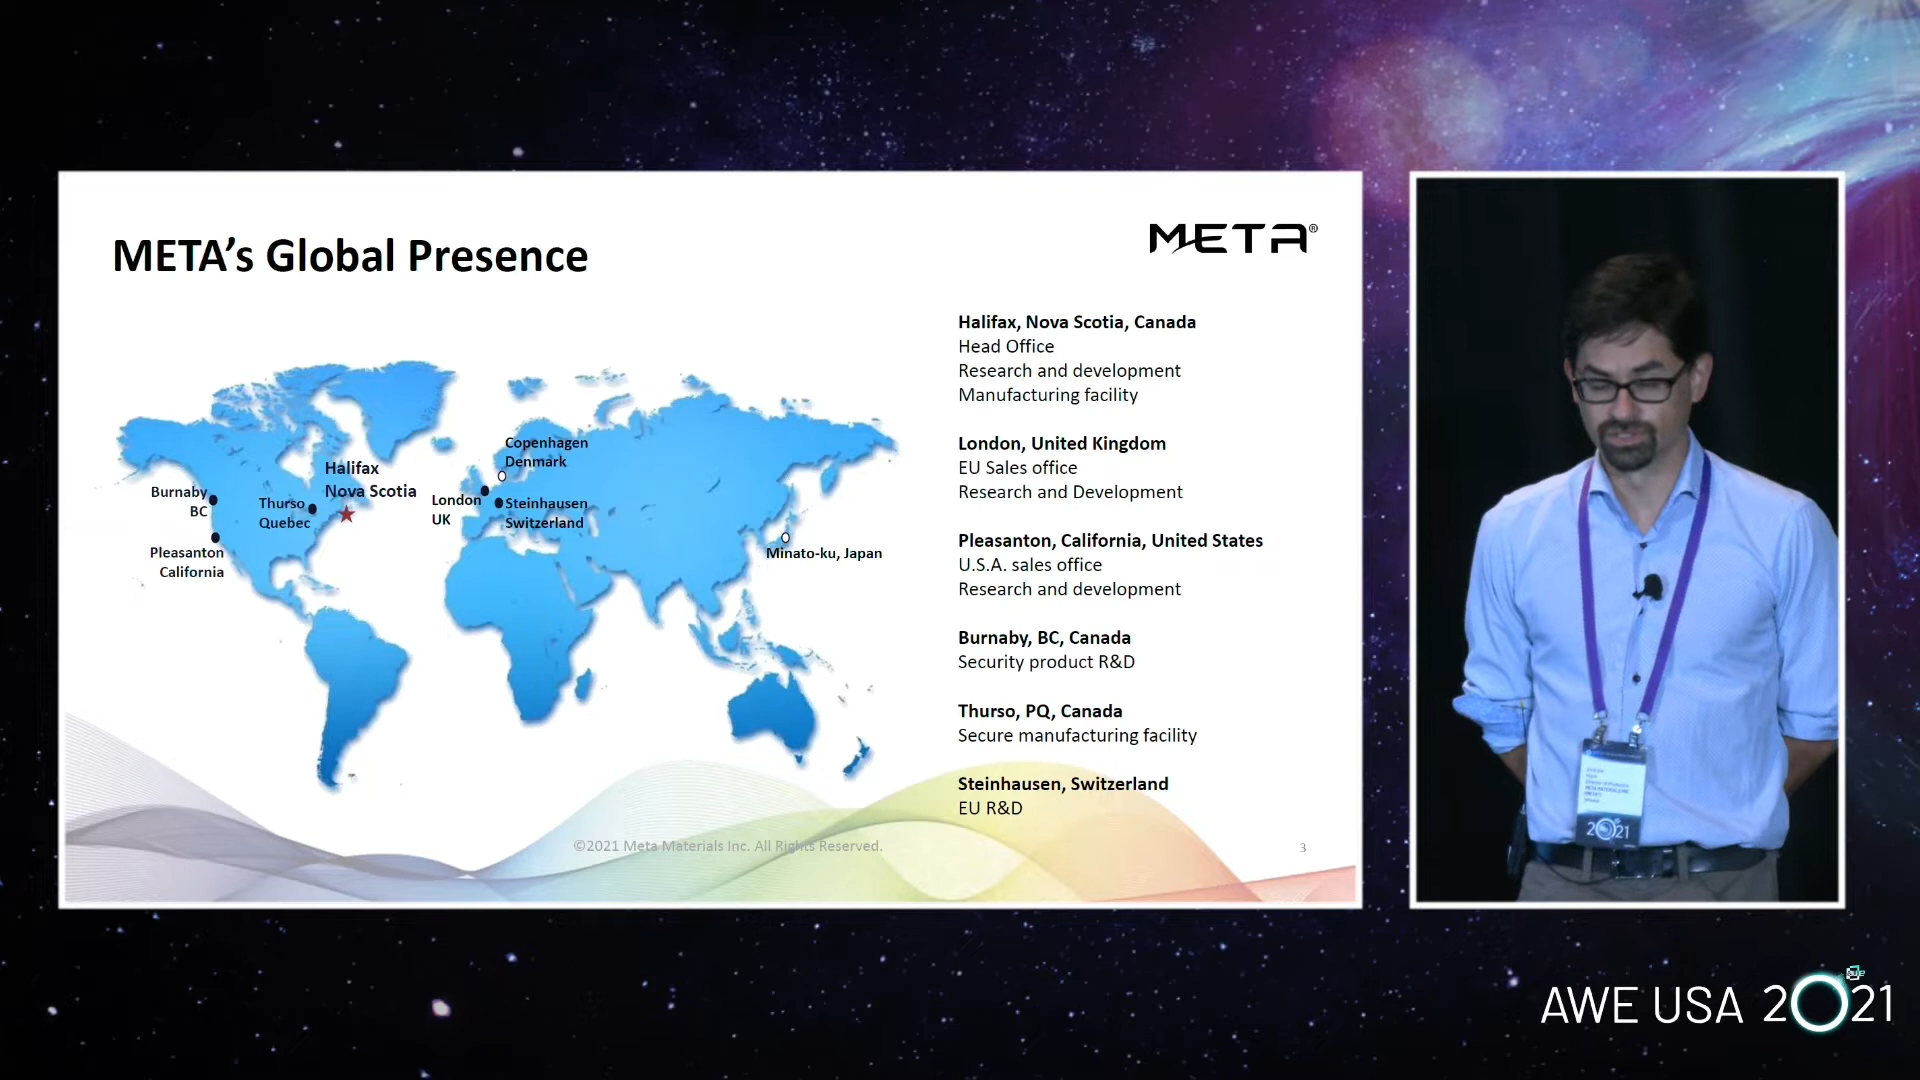 META's Global Presence
META®
Halifax, Nova Scotia, Canada
Head Office
Research and development
Manufacturing facility
London, United Kingdom
EU Sales office
Research and Development
Pleasanton, California, United States
U.S.A. sales office
Research and development
Burnaby, BC, Canada
Security product R&D
Thurso, PQ, Canada
Secure manufacturing facility
Steinhausen, Switzerland
EU R&D
Copenhagen
Denmark
Halifax
Nova Scotia
Burnaby
BC
Thurso
Quebec
London
UK
Steinhausen
Switzerland
Pleasanton
California
Minato-ku, Japan
©2021 Meta Materials Inc. All Rights Reserved.
3
2021
AWE USA 2021